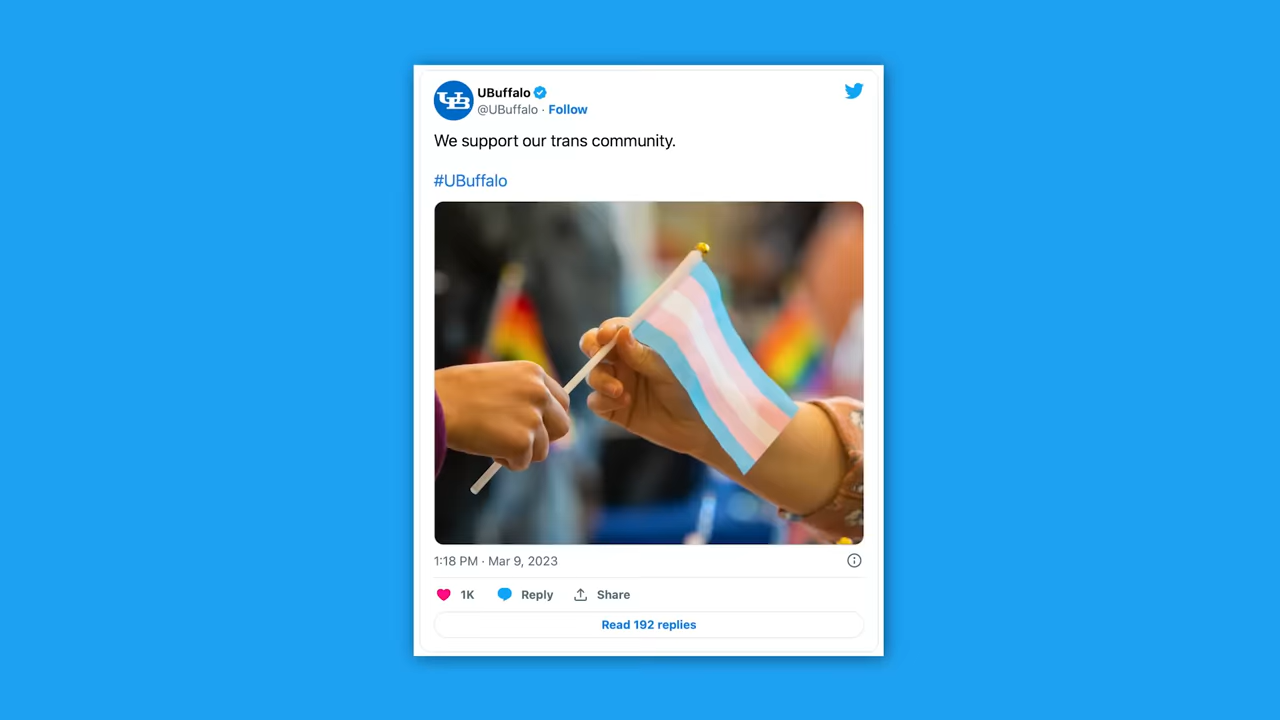 UB
UBuffalo
@UBuffalo · Follow
We support our trans community.
#UBuffalo
1:18 PM · Mar 9, 2023
1K Reply Share
Read 192 replies